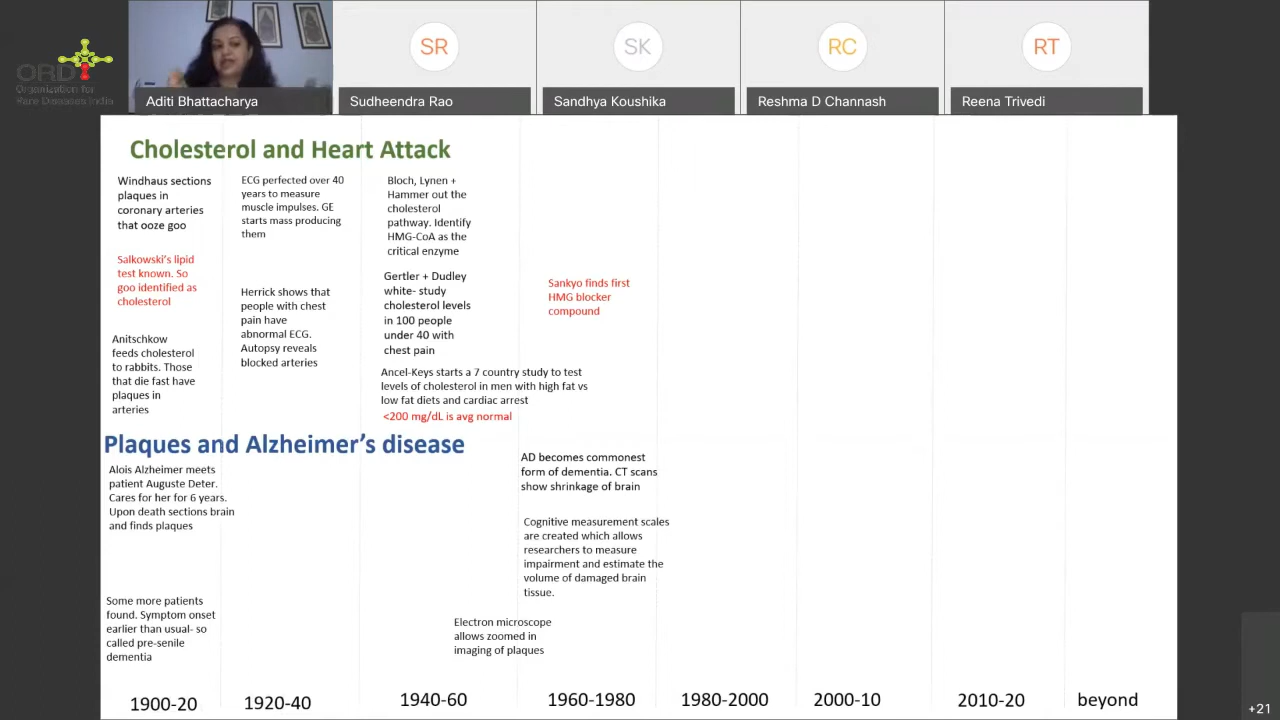 ORD
Organization for
Rare Diseases India
Aditi Bhattacharya
SR
Sudheendra Rao
SK
Sandhya Koushika
RC
Reshma D Channash
RT
Reena Trivedi
Cholesterol and Heart Attack
Windhaus sections
plaques in
coronary arteries
that ooze goo
Salkowski's lipid
test known. So
goo identified as
cholesterol
Anitschkow
feeds cholesterol
to rabbits. Those
that die fast have
plaques in
arteries
ECG perfected over 40
years to measure
muscle impulses. GE
starts mass producing
them
Herrick shows that
people with chest
pain have
abnormal ECG.
Autopsy reveals
blocked arteries
Bloch, Lynen +
Hammer out the
cholesterol
pathway. Identify
HMG-CoA as the
critical enzyme
Gertler + Dudley
white- study
cholesterol levels
in 100 people
under 40 with
chest pain
Ancel-Keys starts a 7 country study to test
levels of cholesterol in men with high fat vs
low fat diets and cardiac arrest
<200 mg/dL is avg normal
Sankyo finds first
HMG blocker
compound
Plaques and Alzheimer's disease
Alois Alzheimer meets
patient Auguste Deter.
Cares for her for 6 years.
Upon death sections brain
and finds plaques
Some more patients
found. Symptom onset
earlier than usual- so
called pre-senile
dementia
AD becomes commonest
form of dementia. CT scans
show shrinkage of brain
Cognitive measurement scales
are created which allows
researchers to measure
impairment and estimate the
volume of damaged brain
tissue.
Electron microscope
allows zoomed in
imaging of plaques
1900-20
1920-40
1940-60
1960-1980
1980-2000
2000-10
2010-20
beyond
+21